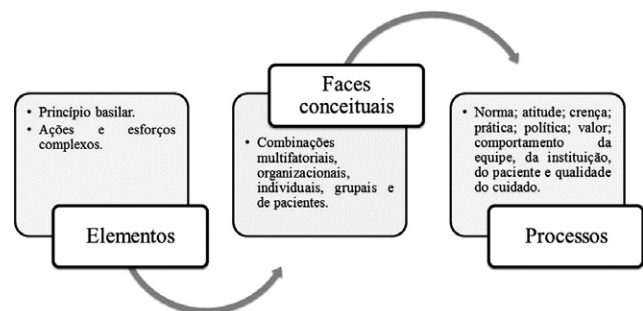 • Princípio basilar.
• Ações e esforços
complexos.
Elementos
Faces
conceituais
• Combinações
multifatoriais,
organizacionais,
individuais, grupais e
de pacientes.
• Norma; atitude; crença;
prática; política; valor;
comportamento da
equipe, da instituição,
do paciente e qualidade
do cuidado.
Processos